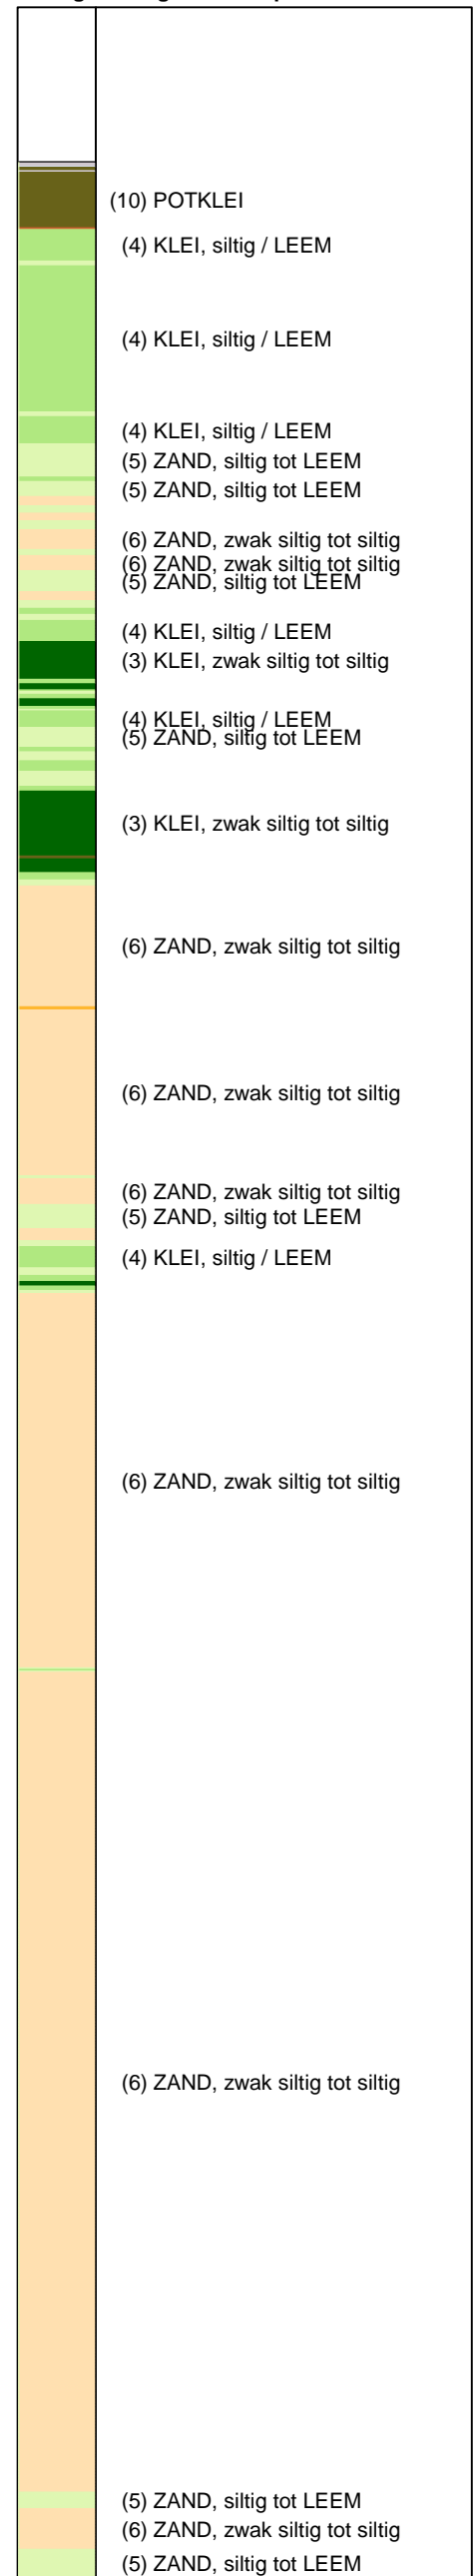 (10) POTKLEI
(4) KLEI, siltig / LEEM
(4) KLEI, siltig / LEEM
(4) KLEI, siltig / LEEM
(5) ZAND, siltig tot LEEM
(5) ZAND, siltig tot LEEM
(6) ZAND, zwak siltig tot siltig
(6) ZAND, zwak siltig tot siltig
(5) ZAND, siltig tot LEEM
(4) KLEI, siltig / LEEM
(3) KLEI, zwak siltig tot siltig
(4) KLEI, siltig / LEEM
(5) ZAND, siltig tot LEEM
(3) KLEI, zwak siltig tot siltig
(6) ZAND, zwak siltig tot siltig
(6) ZAND, zwak siltig tot siltig
(6) ZAND, zwak siltig tot siltig
(5) ZAND, siltig tot LEEM
(4) KLEI, siltig / LEEM
(6) ZAND, zwak siltig tot siltig
(6) ZAND, zwak siltig tot siltig
(5) ZAND, siltig tot LEEM
(6) ZAND, zwak siltig tot siltig
(5) ZAND, siltig tot LEEM